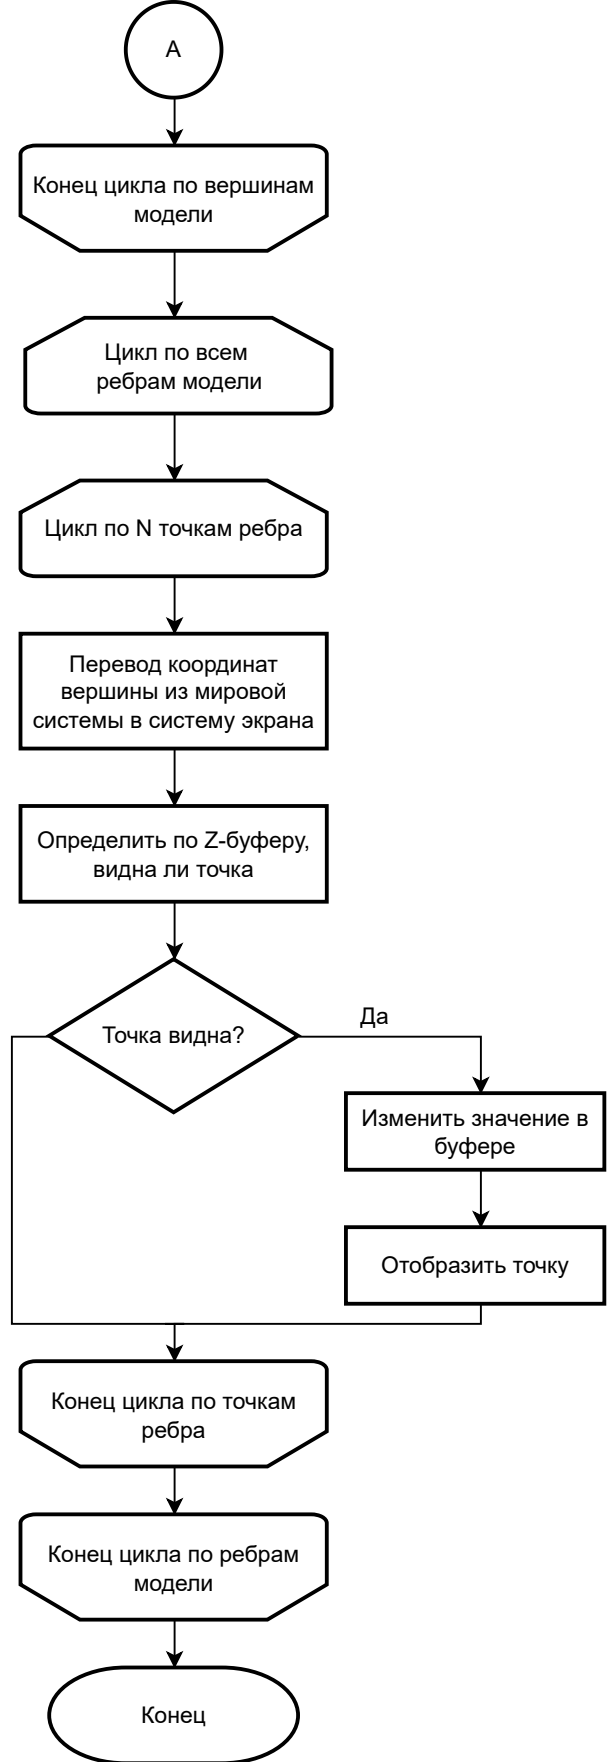 А
Конец цикла по вершинам
модели
Цикл по всем
ребрам модели
Цикл по N точкам ребра
Перевод координат
вершины из мировой
системы в систему экрана
Определить по Z-буферу,
видна ли точка
Точка видна?
Да
Изменить значение в
буфере
Отобразить точку
Конец цикла по точкам
ребра
Конец цикла по ребрам
модели
Конец